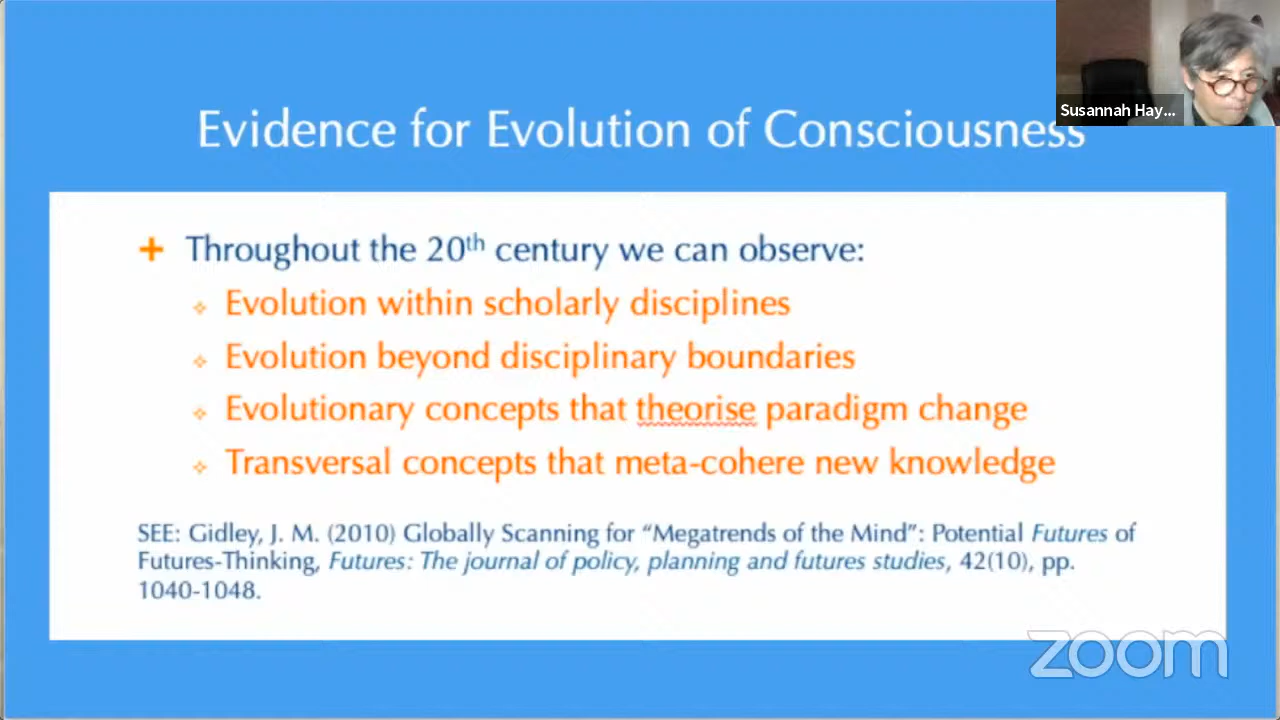 Susannah Hay...
Evidence for Evolution of Consciousness
Throughout the 20th century we can observe:
Evolution within scholarly disciplines
Evolution beyond disciplinary boundaries
Evolutionary concepts that theorise paradigm change
Transversal concepts that meta-cohere new knowledge
SEE: Gidley, J. M. (2010) Globally Scanning for “Megatrends of the Mind”: Potential Futures of
Futures-Thinking, Futures: The journal of policy, planning and futures studies, 42(10), pp.
1040-1048.
zoom